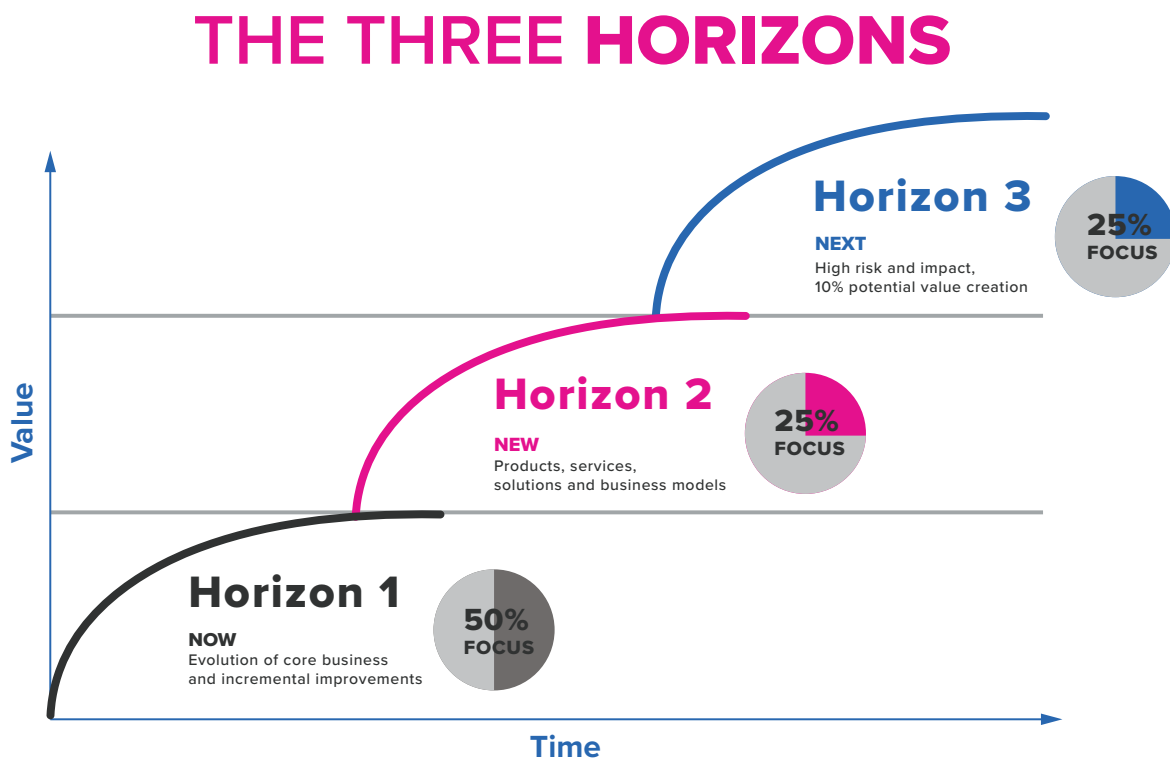 THE THREE HORIZONS
Horizon 3
NEXT
High risk and impact,
10% potential value creation
25%
FOCUS
Value
Horizon 2
NEW
Products, services,
solutions and business models
25%
FOCUS
Horizon 1
NOW
Evolution of core business
and incremental improvements
50%
FOCUS
Time